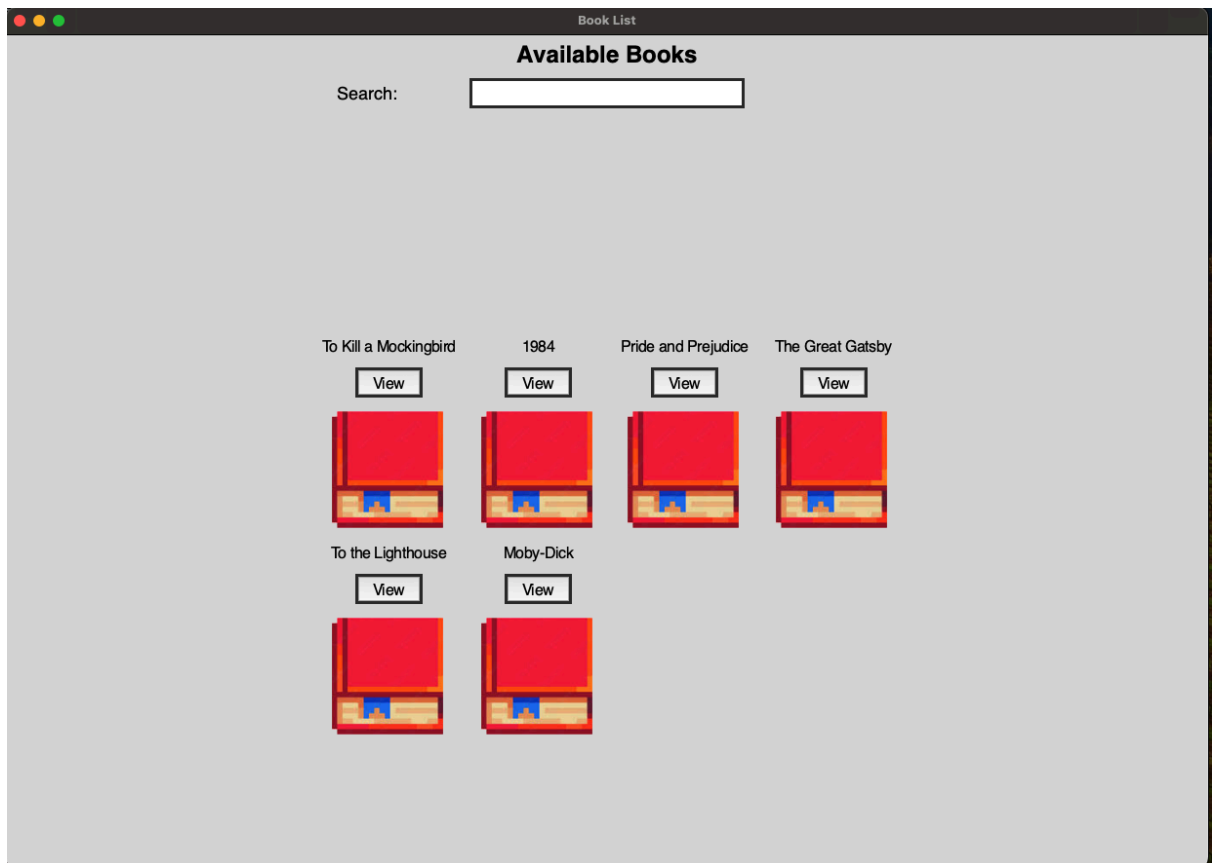 Book List
Available Books
Search:
To Kill a Mockingbird 1984 Pride and Prejudice The Great Gatsby
View View View View
To the Lighthouse Moby-Dick
View View